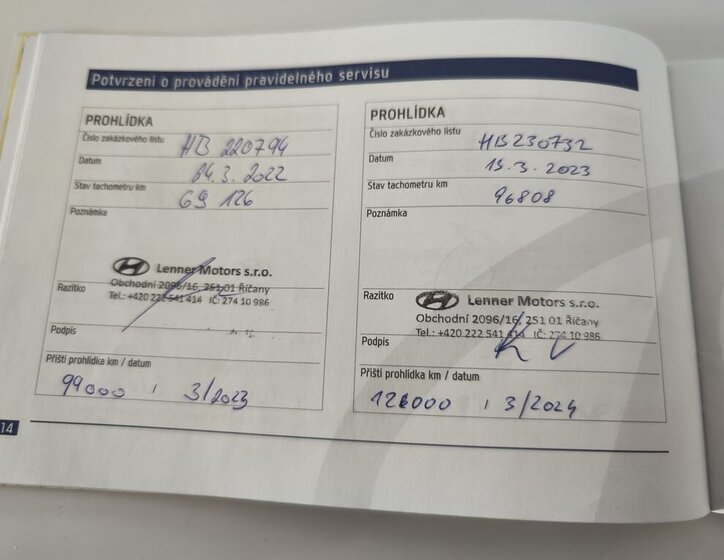 Potvrzení o provádění pravidelného servisu
PROHLÍDKA
Číslo zakázkového listu HB 220794
Datum 24.3.2022
Stav tachometru km 69 126
Poznámka
Lenner Motors s.r.o.
Obchodní 2096/16, 251 01 Říčany
Razítko Tel.: +420 222 541 414 IČ: 274 10 986
Podpis
Příští prohlídka km / datum
99000 / 3/2023
PROHLÍDKA
Číslo zakázkového listu HB230732
Datum 15.3.2023
Stav tachometru km 96808
Poznámka
Razítko Lenner Motors s.r.o.
Obchodní 2096/16, 251 01 Říčany
Tel.: +420 222 541 414 IČ: 274 10 986
Podpis
Příští prohlídka km / datum
126000 / 3/2024
14